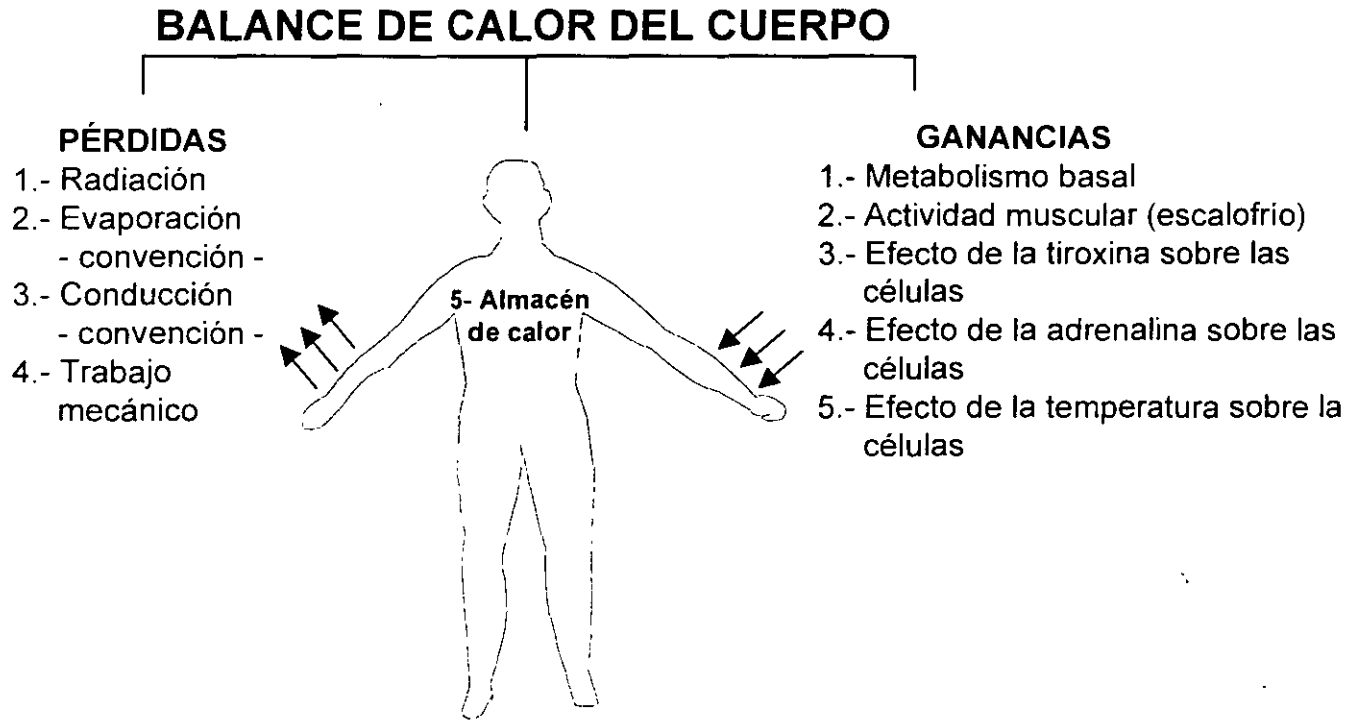 BALANCE DE CALOR DEL CUERPO
PÉRDIDAS
1.- Radiación
2.- Evaporación
- convención -
3.- Conducción
- convención -
4.- Trabajo
mecánico
5- Almacén
de calor
GANANCIAS
1.- Metabolismo basal
2.- Actividad muscular (escalofrío)
3.- Efecto de la tiroxina sobre las
células
4.- Efecto de la adrenalina sobre las
células
5.- Efecto de la temperatura sobre la
células